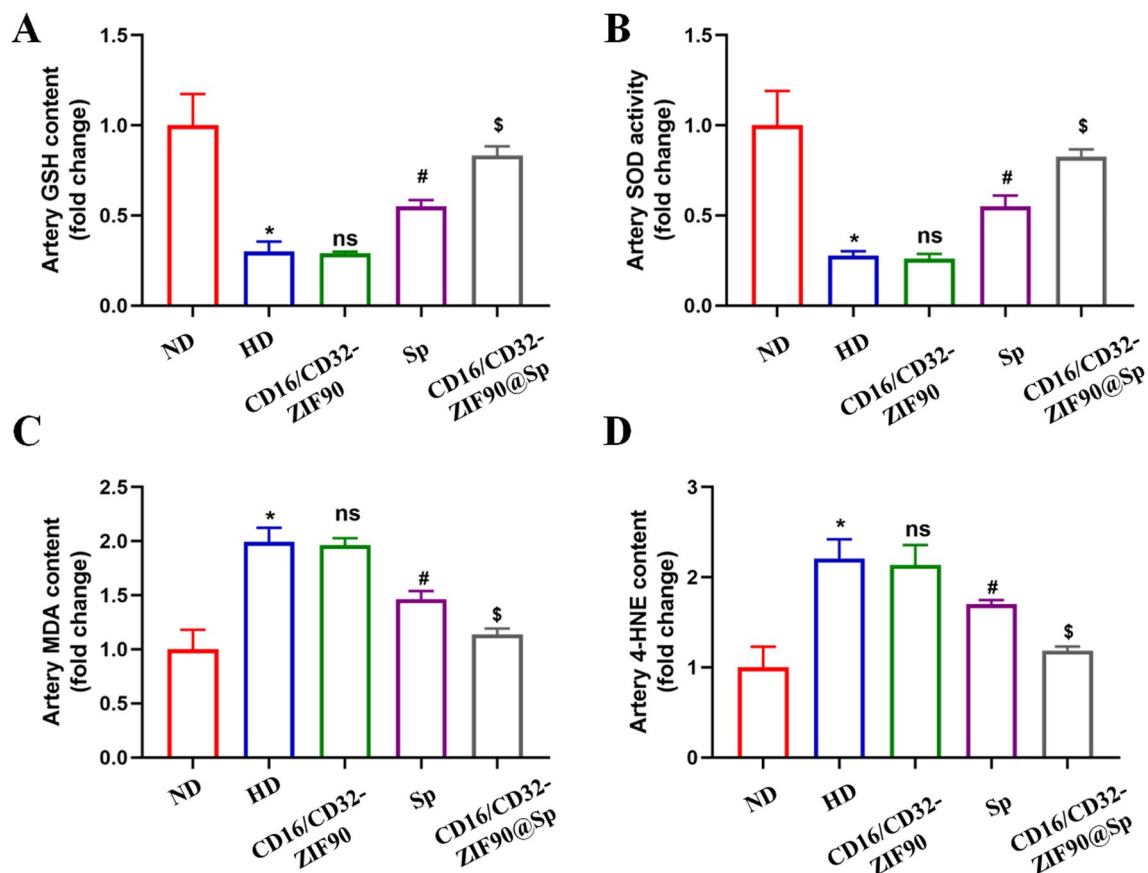 A
Artery GSH content
(fold change)
1.5
1.0
0.5
0.0
*
ns
#
$
ND
HD
CD16/CD32-
ZIF90
Sp
CD16/CD32-
ZIF90@Sp
B
Artery SOD activity
(fold change)
1.5
1.0
0.5
0.0
*
ns
#
$
ND
HD
CD16/CD32-
ZIF90
Sp
CD16/CD32-
ZIF90@Sp
C
Artery MDA content
(fold change)
2.5
2.0
1.5
1.0
0.5
0.0
*
ns
#
$
ND
HD
CD16/CD32-
ZIF90
Sp
CD16/CD32-
ZIF90@Sp
D
Artery 4-HNE content
(fold change)
3
2
1
0
*
ns
#
$
ND
HD
CD16/CD32-
ZIF90
Sp
CD16/CD32-
ZIF90@Sp